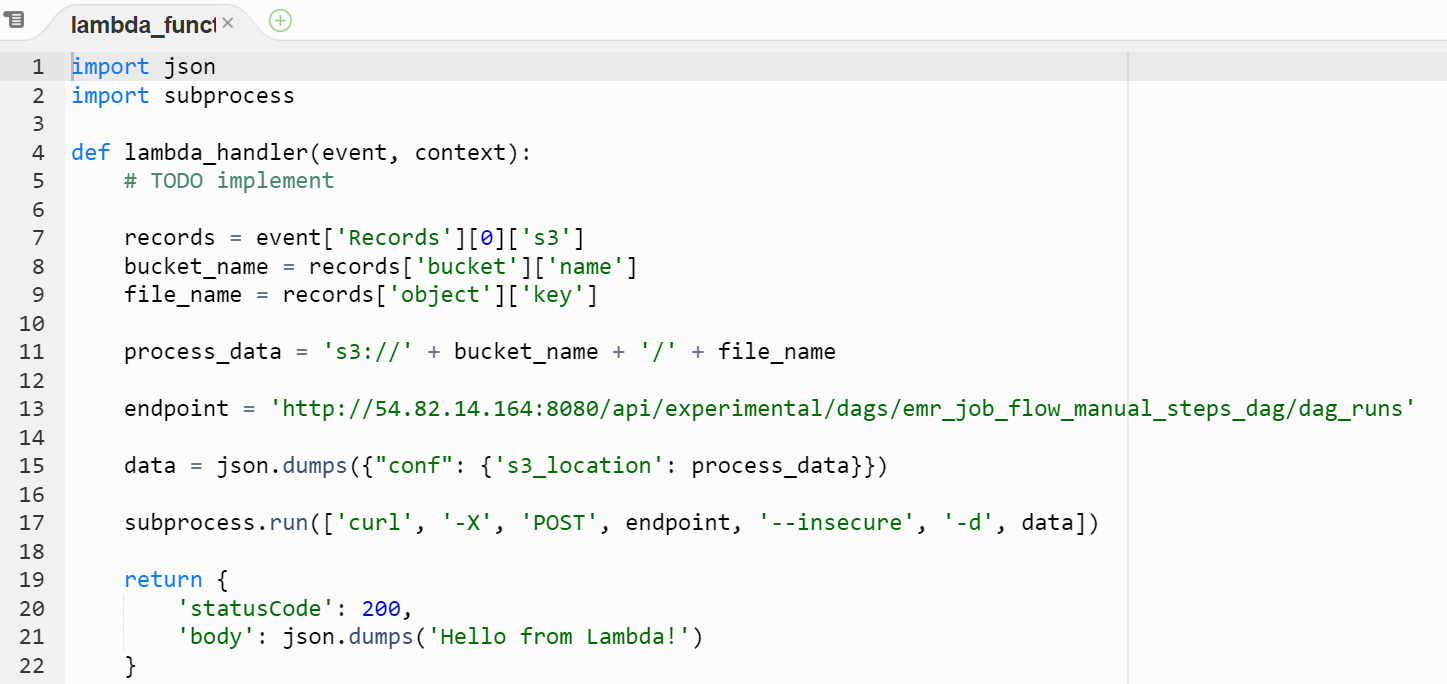 lambda_funct
1 import json
2 import subprocess
3
4 def lambda_handler(event, context):
5     # TODO implement
6
7     records = event['Records'][0]['s3']
8     bucket_name = records['bucket']['name']
9     file_name = records['object']['key']
10
11     process_data = 's3://' + bucket_name + '/' + file_name
12
13     endpoint = 'http://54.82.14.164:8080/api/experimental/dags/emr_job_flow_manual_steps_dag/dag_runs'
14
15     data = json.dumps({"conf": {'s3_location': process_data}})
16
17     subprocess.run(['curl', '-X', 'POST', endpoint, '--insecure', '-d', data])
18
19     return {
20         'statusCode': 200,
21         'body': json.dumps('Hello from Lambda!')
22     }